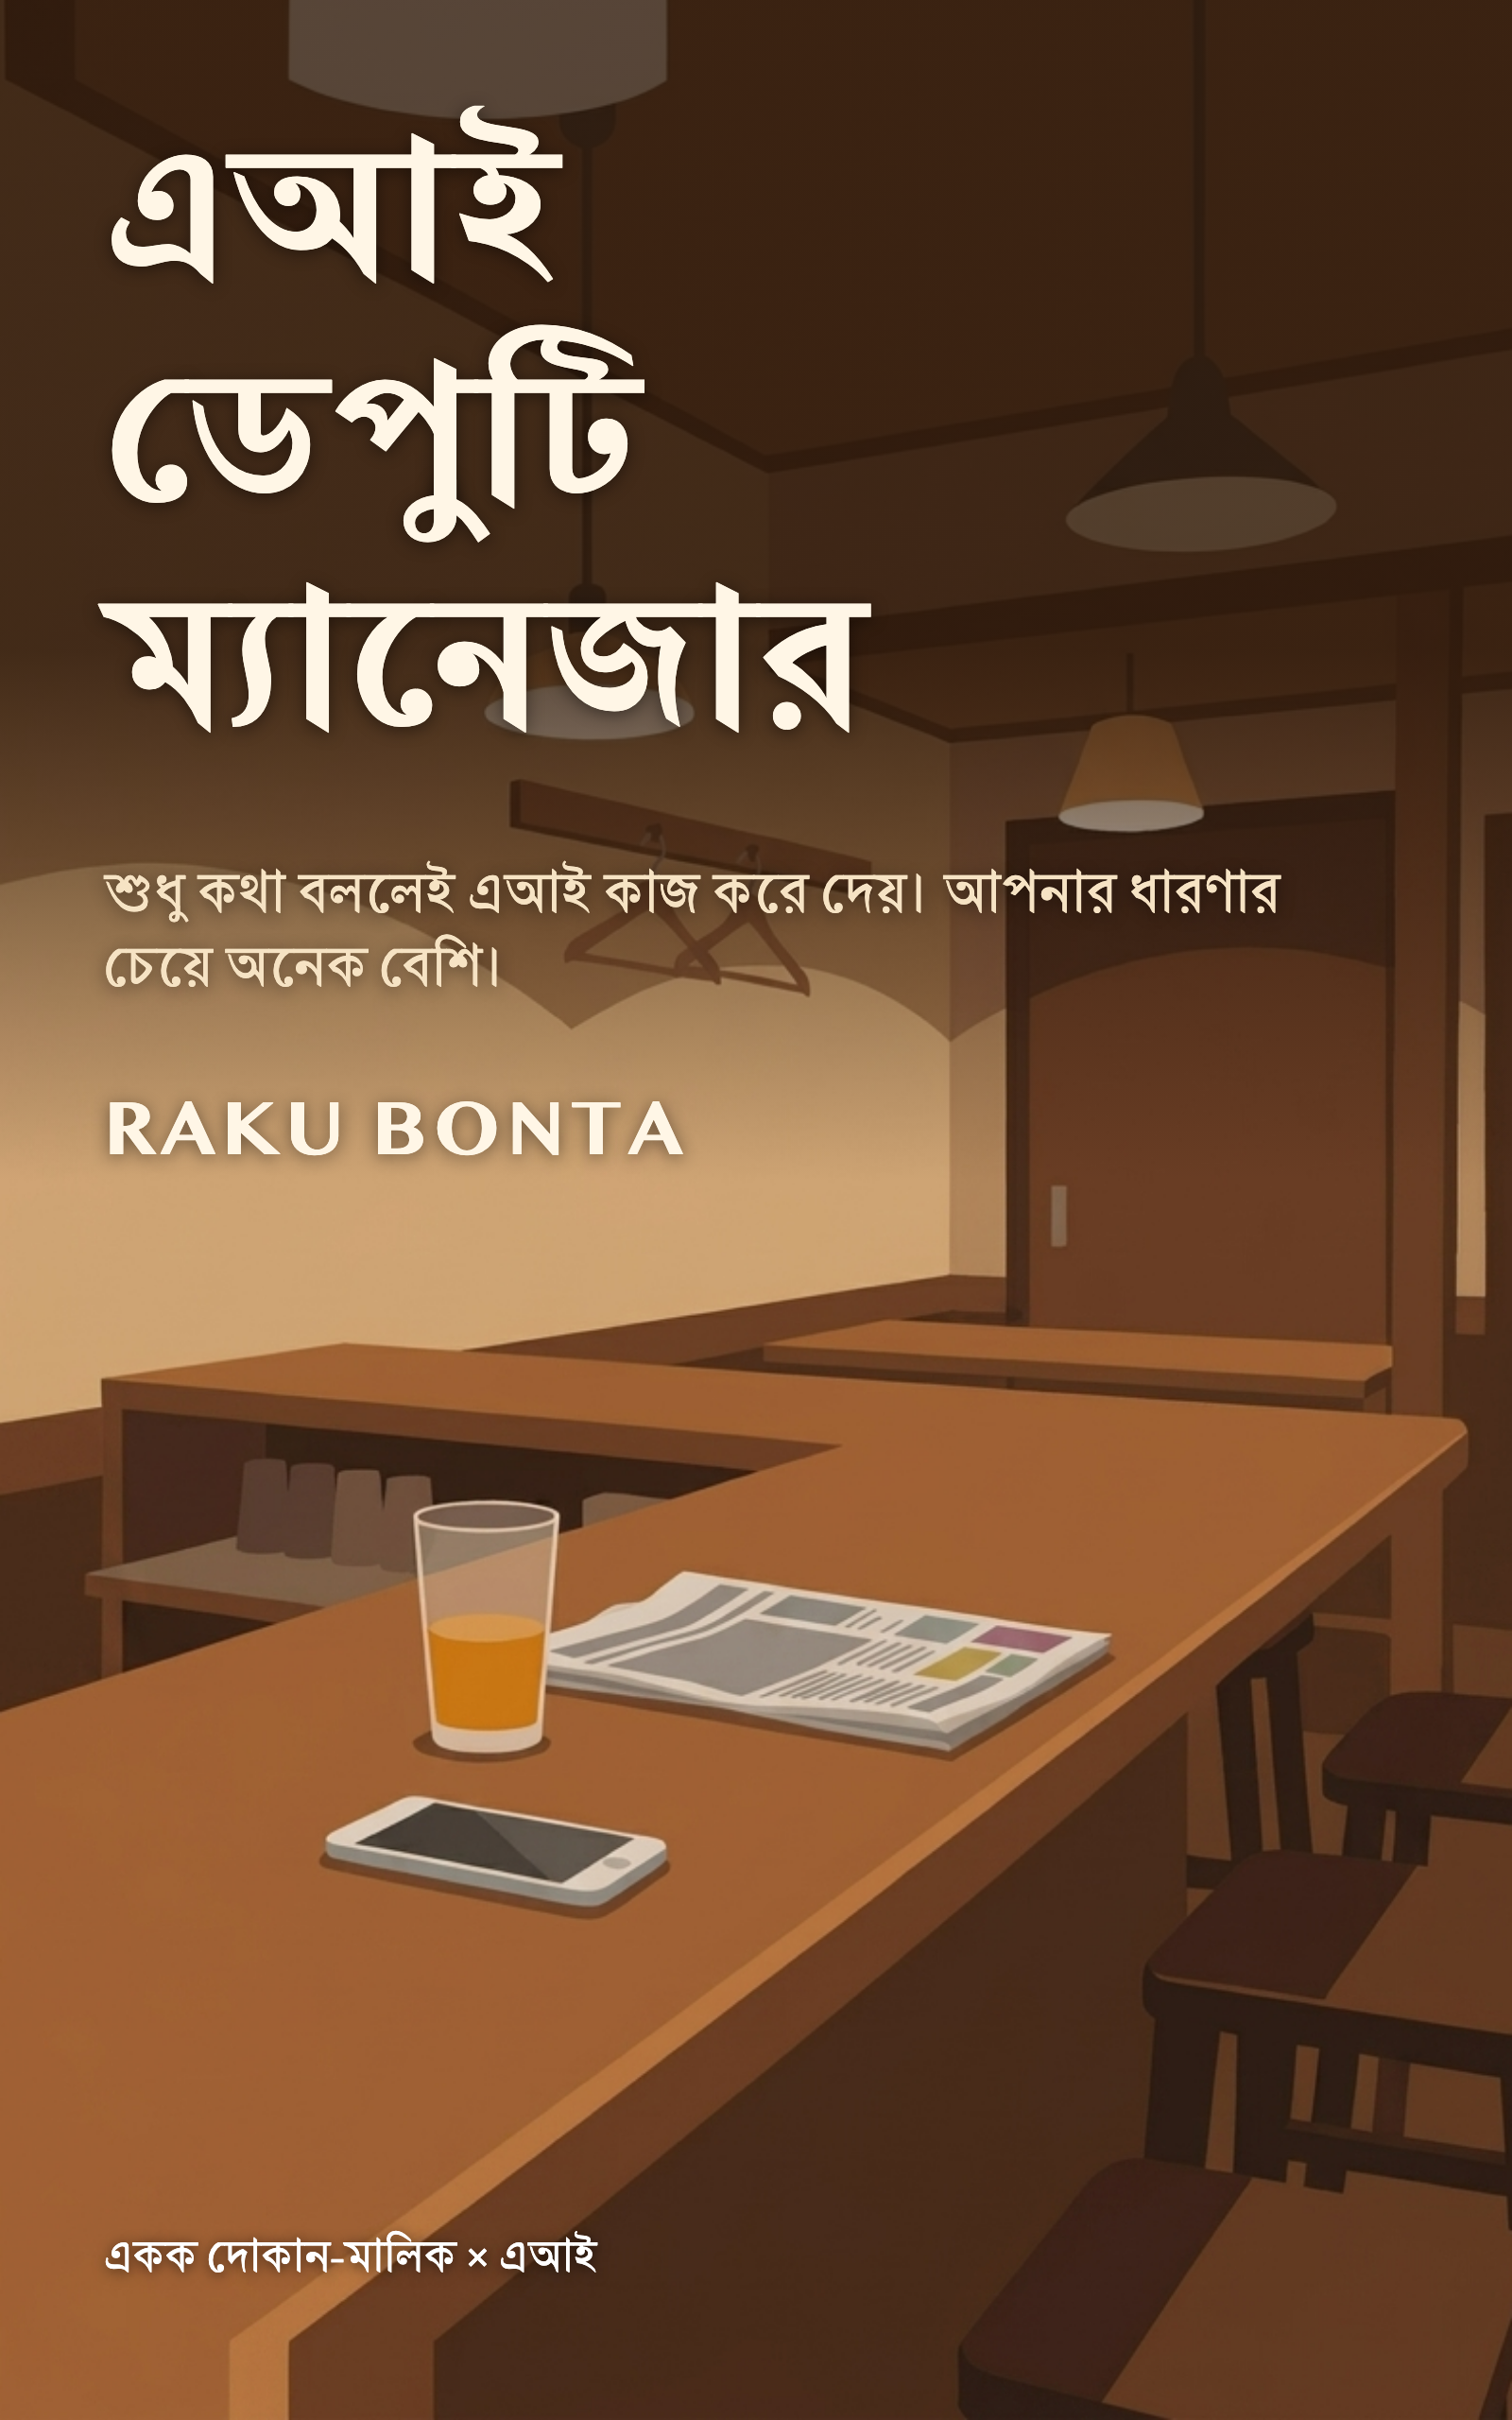 এআই
ডেপুটি
ম্যানেজার
শুধু কথা বললেই এআই কাজ করে দেয়। আপনার ধারণার
চেয়ে অনেক বেশি।
RAKU BONTA
একক দোকান-মালিক × এআই